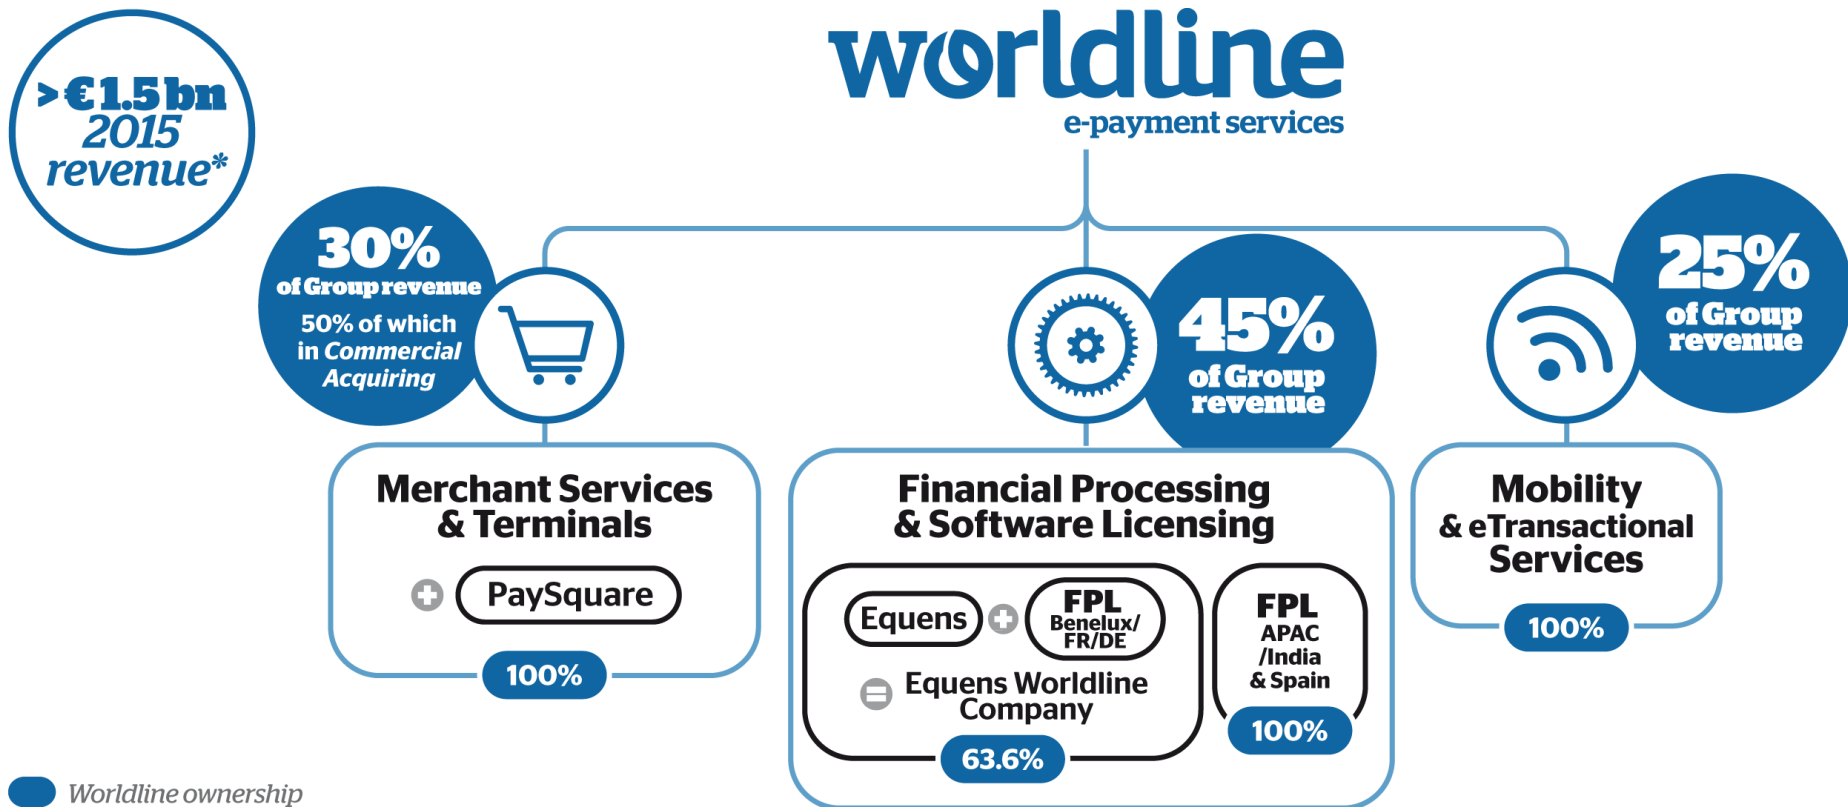 > € 1.5 bn
2015
revenue*
worldline
e-payment services
30%
of Group revenue
50% of which
in Commercial
Acquiring
45%
of Group
revenue
25%
of Group
revenue
Merchant Services
& Terminals
PaySquare
100%
Financial Processing
& Software Licensing
Equens
FPL
Benelux/
FR/DE
Equens Worldline
Company
63.6%
FPL
APAC
/India
& Spain
100%
Mobility
& eTransactional
Services
100%
Worldline ownership